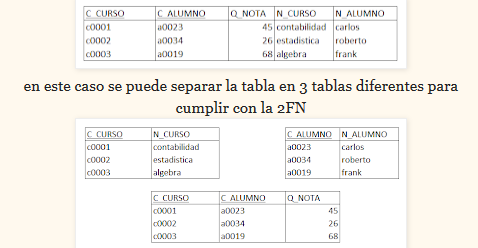 C_CURSO C_ALUMNO Q_NOTA N_CURSO N_ALUMNO
c0001 a0023 45 contabilidad carlos
c0002 a0034 26 estadistica roberto
c0003 a0019 68 algebra frank
en este caso se puede separar la tabla en 3 tablas diferentes para
cumplir con la 2FN
C_CURSO N_CURSO
c0001 contabilidad
c0002 estadistica
c0003 algebra
C_ALUMNO N_ALUMNO
a0023 carlos
a0034 roberto
a0019 frank
C_CURSO C_ALUMNO Q_NOTA
c0001 a0023 45
c0002 a0034 26
c0003 a0019 68